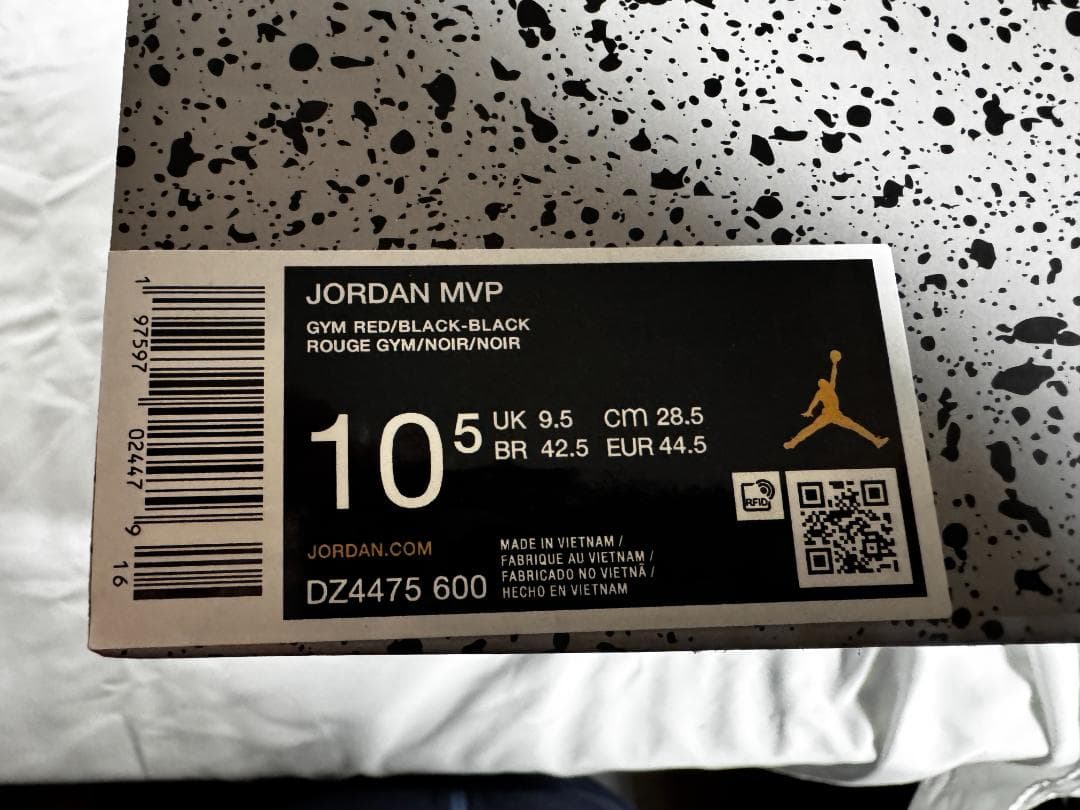 JORDAN MVP
GYM RED/BLACK-BLACK
ROUGE GYM/NOIR/NOIR
10 5
UK 9.5 CM 28.5
BR 42.5 EUR 44.5
RFID
JORDAN.COM
DZ4475 600
MADE IN VIETNAM /
FABRIQUE AU VIETNAM /
FABRICADO NO VIETNÃ /
HECHO EN VIETNAM
1 97597 02447 9 16